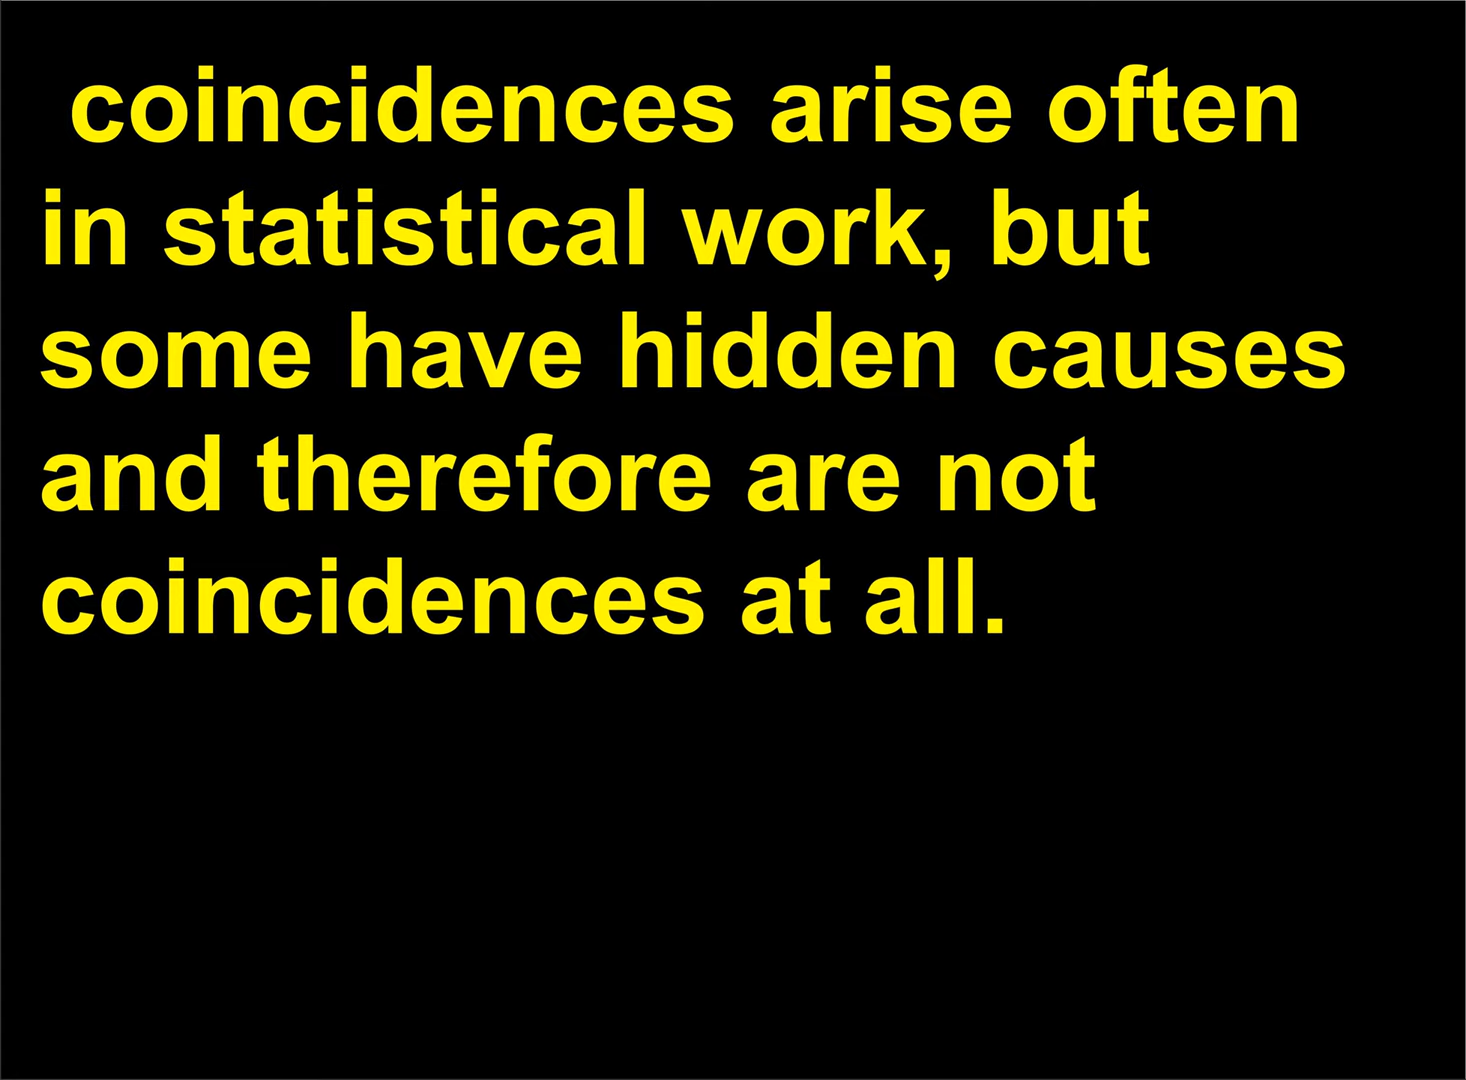 coincidences arise often
in statistical work, but
some have hidden causes
and therefore are not
coincidences at all.